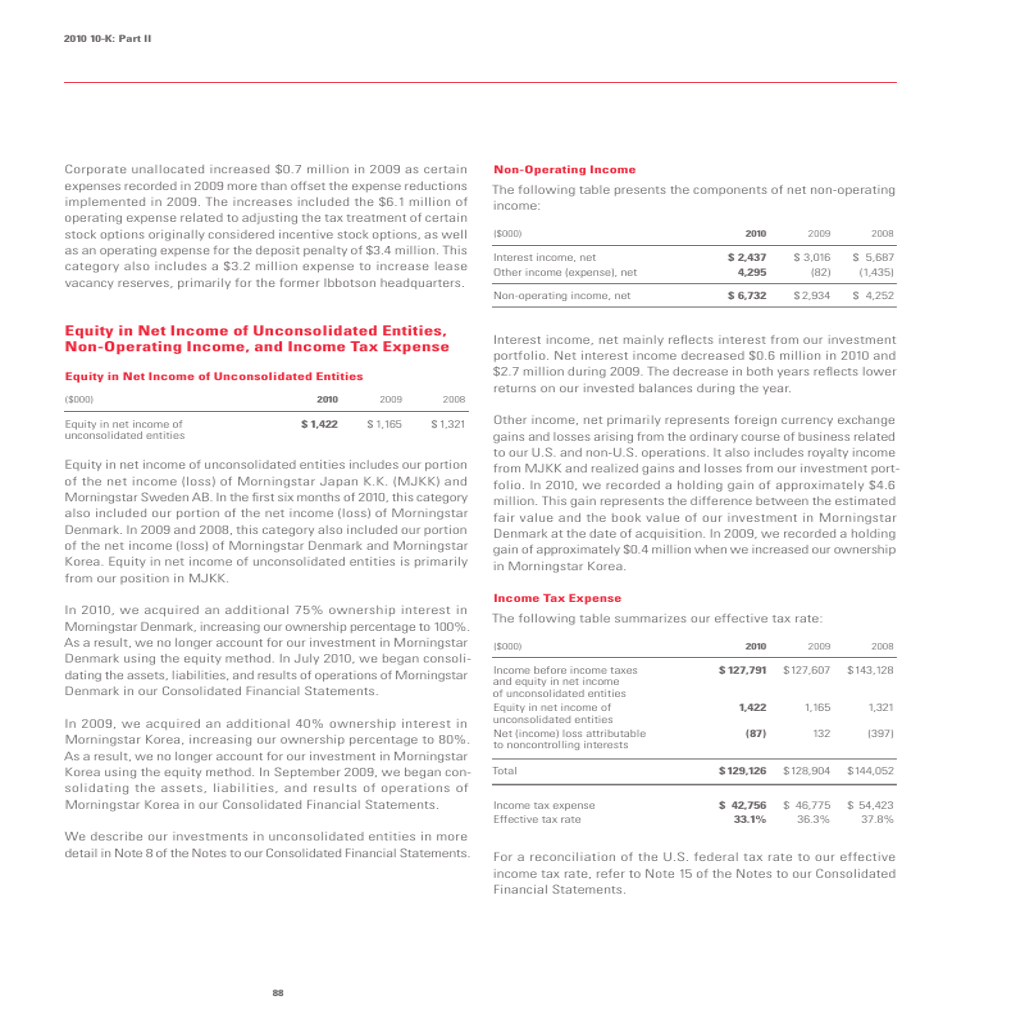 2010 10-K: Part II
Corporate unallocated increased $0.7 million in 2009 as certain
expenses recorded in 2009 more than offset the expense reductions
implemented in 2009. The increases included the $6.1 million of
operating expense related to adjusting the tax treatment of certain
stock options originally considered incentive stock options, as well
as an operating expense for the deposit penalty of $3.4 million. This
category also includes a $3.2 million expense to increase lease
vacancy reserves, primarily for the former Ibbotson headquarters.
Equity in Net Income of Unconsolidated Entities,
Non-Operating Income, and Income Tax Expense
Equity in Net Income of Unconsolidated Entities
($000) 2010 2009 2008
Equity in net income of $ 1,422 $ 1,165 $ 1,321
unconsolidated entities
Equity in net income of unconsolidated entities includes our portion
of the net income (loss) of Morningstar Japan K.K. (MJKK) and
Morningstar Sweden AB. In the first six months of 2010, this category
also included our portion of the net income (loss) of Morningstar
Denmark. In 2009 and 2008, this category also included our portion
of the net income (loss) of Morningstar Denmark and Morningstar
Korea. Equity in net income of unconsolidated entities is primarily
from our position in MJKK.
In 2010, we acquired an additional 75% ownership interest in
Morningstar Denmark, increasing our ownership percentage to 100%.
As a result, we no longer account for our investment in Morningstar
Denmark using the equity method. In July 2010, we began consoli-
dating the assets, liabilities, and results of operations of Morningstar
Denmark in our Consolidated Financial Statements.
In 2009, we acquired an additional 40% ownership interest in
Morningstar Korea, increasing our ownership percentage to 80%.
As a result, we no longer account for our investment in Morningstar
Korea using the equity method. In September 2009, we began con-
solidating the assets, liabilities, and results of operations of
Morningstar Korea in our Consolidated Financial Statements.
We describe our investments in unconsolidated entities in more
detail in Note 8 of the Notes to our Consolidated Financial Statements.
Non-Operating Income
The following table presents the components of net non-operating
income:
($000) 2010 2009 2008
Interest income, net $ 2,437 $ 3,016 $ 5,687
Other income (expense), net 4,295 (82) (1,435)
Non-operating income, net $ 6,732 $ 2,934 $ 4,252
Interest income, net mainly reflects interest from our investment
portfolio. Net interest income decreased $0.6 million in 2010 and
$2.7 million during 2009. The decrease in both years reflects lower
returns on our invested balances during the year.
Other income, net primarily represents foreign currency exchange
gains and losses arising from the ordinary course of business related
to our U.S. and non-U.S. operations. It also includes royalty income
from MJKK and realized gains and losses from our investment port-
folio. In 2010, we recorded a holding gain of approximately $4.6
million. This gain represents the difference between the estimated
fair value and the book value of our investment in Morningstar
Denmark at the date of acquisition. In 2009, we recorded a holding
gain of approximately $0.4 million when we increased our ownership
in Morningstar Korea.
Income Tax Expense
The following table summarizes our effective tax rate:
($000) 2010 2009 2008
Income before income taxes $ 127,791 $127,607 $143,128
and equity in net income
of unconsolidated entities
Equity in net income of 1,422 1,165 1,321
unconsolidated entities
Net (income) loss attributable (87) 132 (397)
to noncontrolling interests
Total $ 129,126 $128,904 $144,052
Income tax expense $ 42,756 $ 46,775 $ 54,423
Effective tax rate 33.1% 36.3% 37.8%
For a reconciliation of the U.S. federal tax rate to our effective
income tax rate, refer to Note 15 of the Notes to our Consolidated
Financial Statements.
88